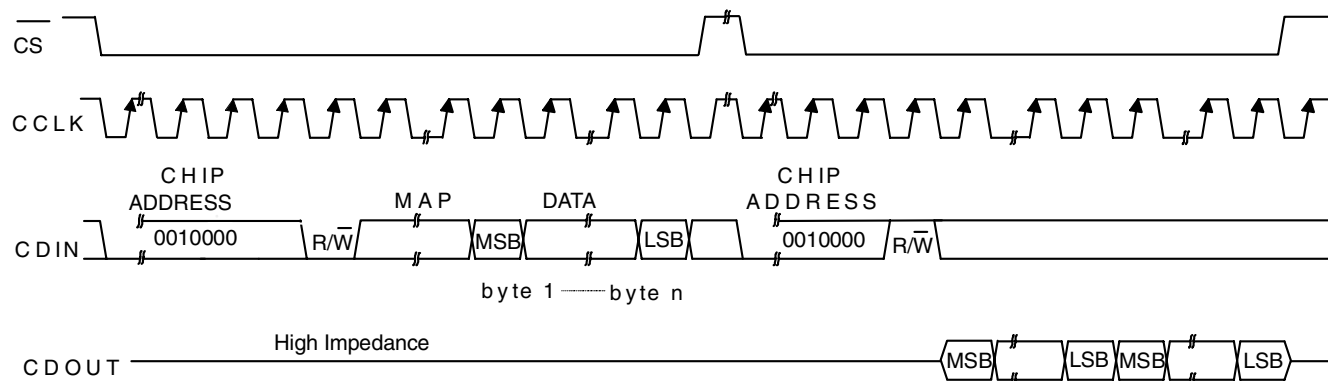 CS
CCLK
CHIP
ADDRESS
MAP
DATA
CHIP
ADDRESS
CDIN
0010000
R/W
MSB
LSB
0010000
R/W
byte 1
byte n
High Impedance
CDOUT
MSB
LSB
MSB
LSB